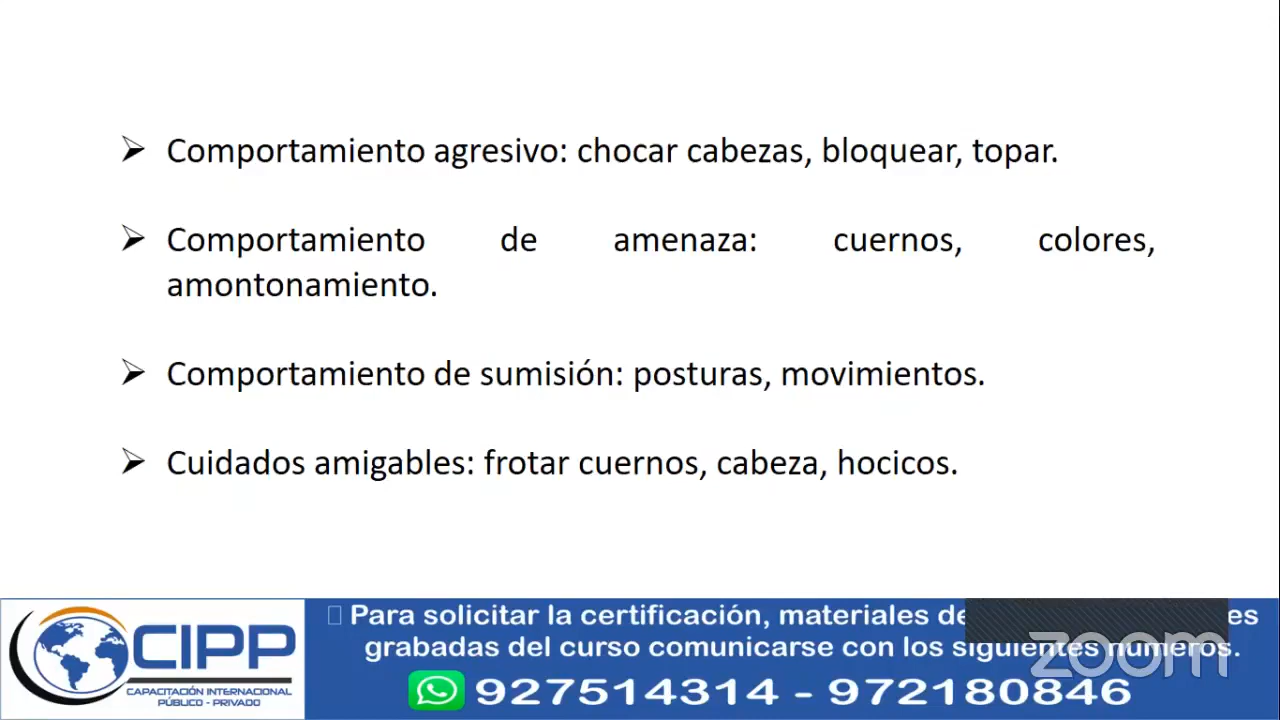 ➢ Comportamiento agresivo: chocar cabezas, bloquear, topar.
➢ Comportamiento de amenaza: cuernos, colores,
amontonamiento.
➢ Comportamiento de sumisión: posturas, movimientos.
➢ Cuidados amigables: frotar cuernos, cabeza, hocicos.
Para solicitar la certificación, materiales
grabadas del curso comunicarse con los siguientes números.
927514314 - 972180846
CIPP
CAPACITACIÓN INTERNACIONAL
PÚBLICO - PRIVADO
zoom